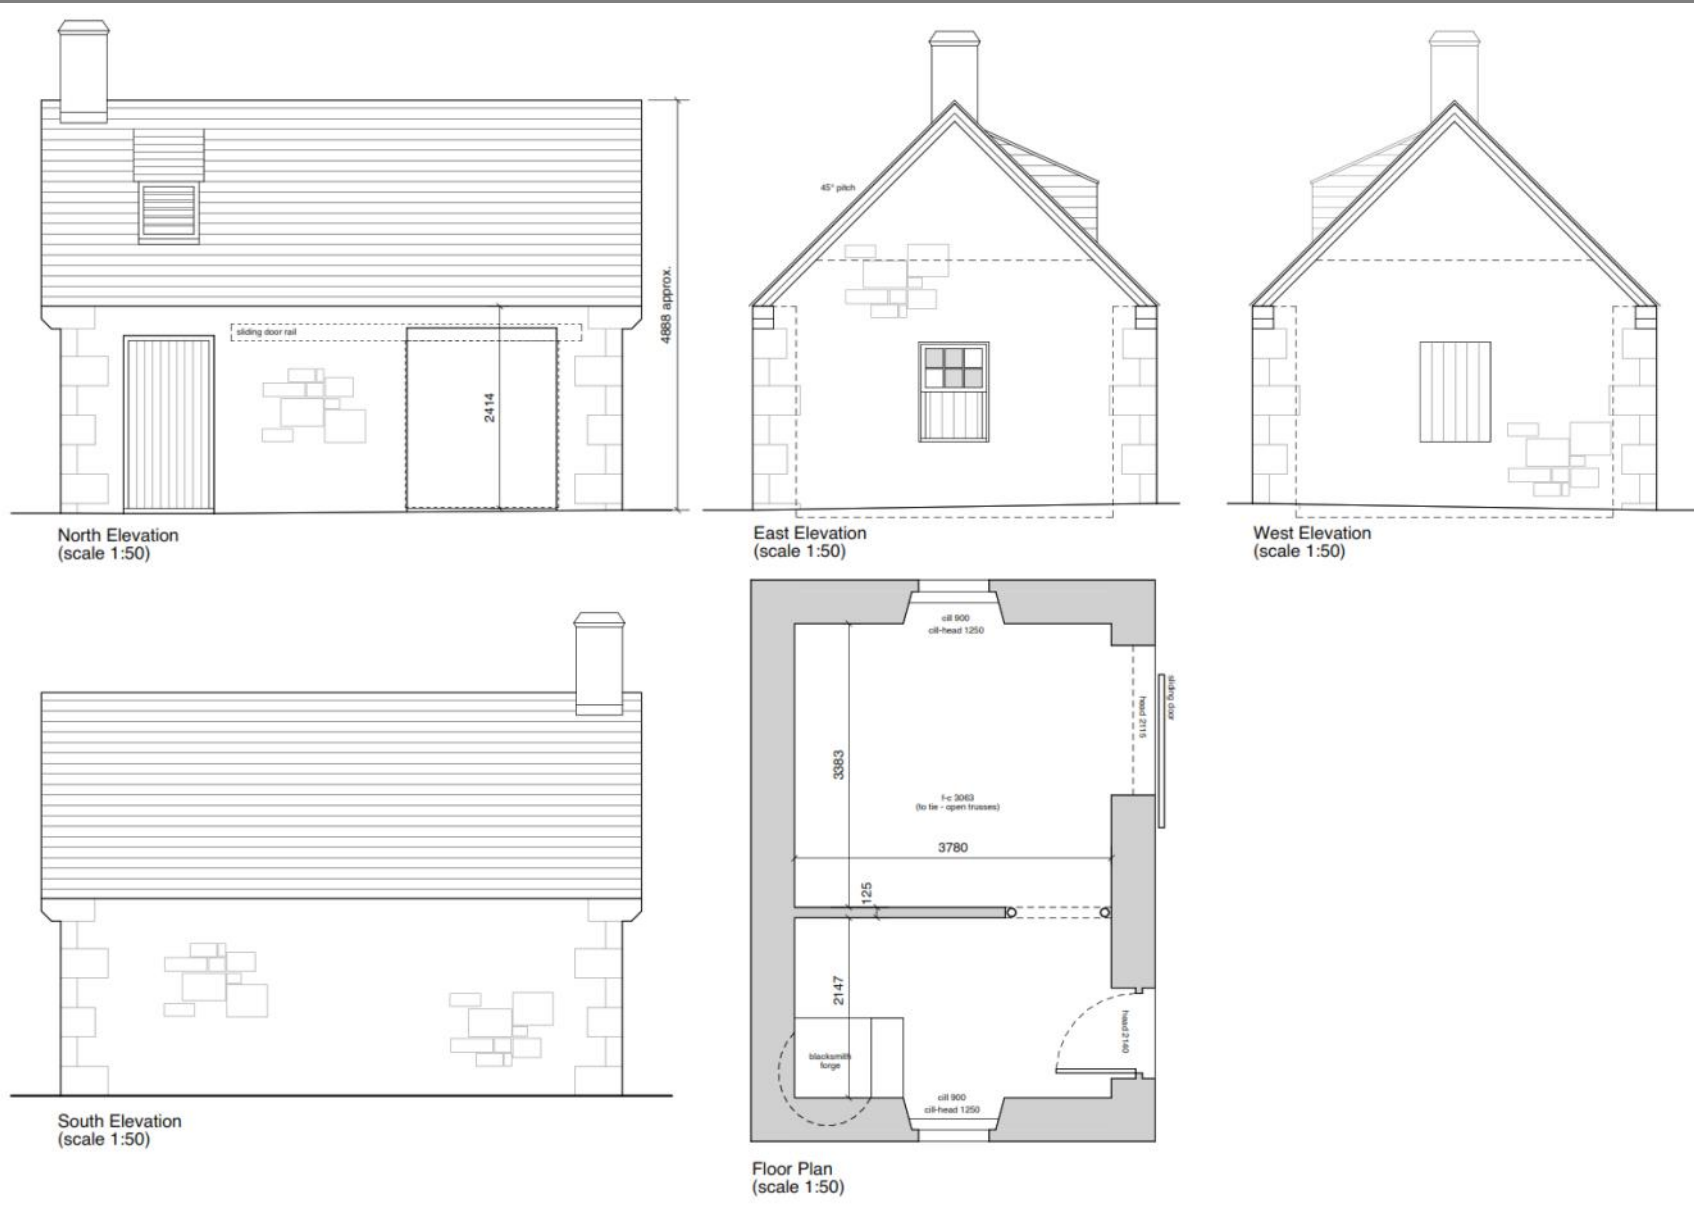 45° pitch
4888 approx.
sliding door rail
2414
North Elevation
(scale 1:50)
East Elevation
(scale 1:50)
West Elevation
(scale 1:50)
cill 900
cill-head 1250
sliding door
head 2115
3383
f-c 3063
(to tie - open trusses)
3780
125
2147
head 2140
blacksmith
forge
cill 900
cill-head 1250
South Elevation
(scale 1:50)
Floor Plan
(scale 1:50)